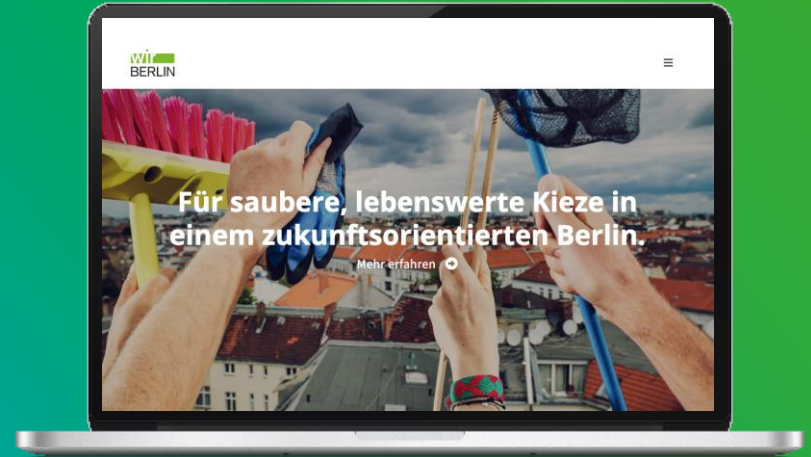 wir
BERLIN
Für saubere, lebenswerte Kieze in
einem zukunftsorientierten Berlin.
Mehr erfahren